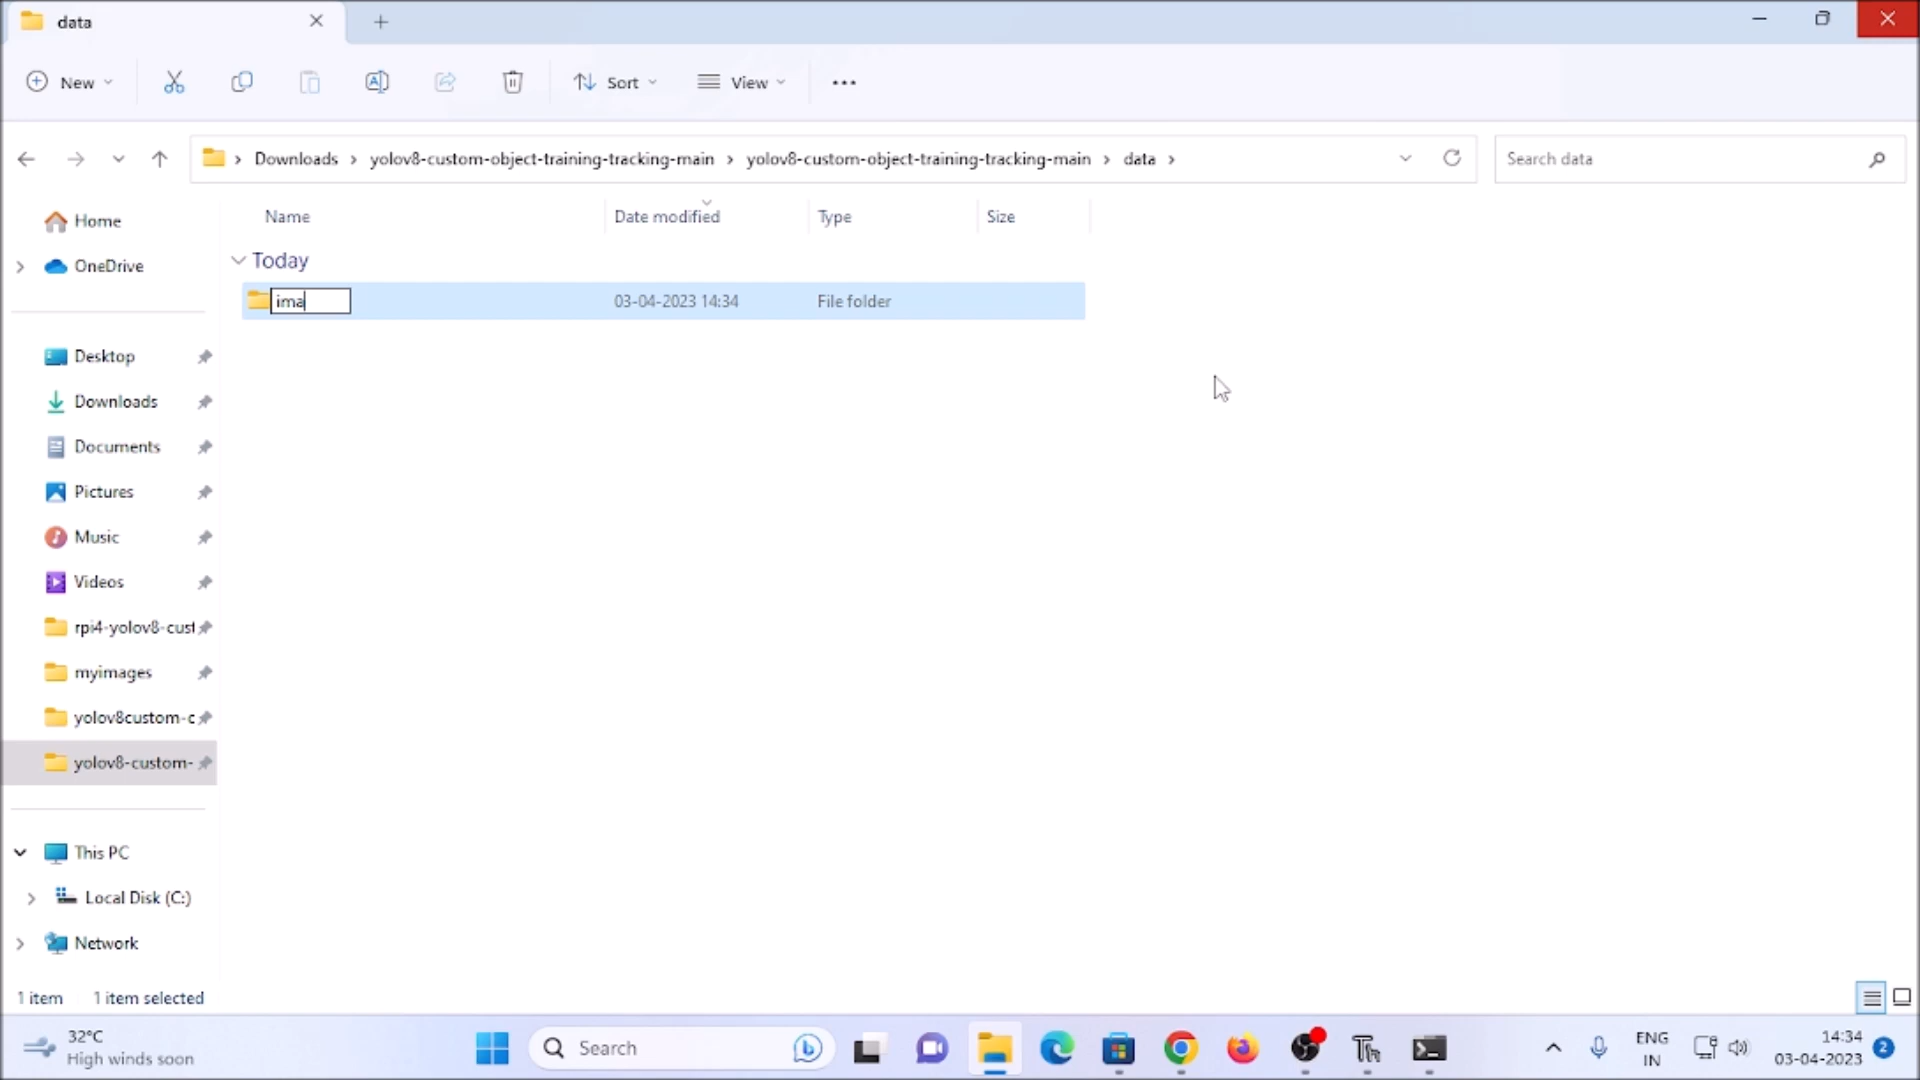 data
New
Sort
View
Downloads > yolov8-custom-object-training-tracking-main > yolov8-custom-object-training-tracking-main > data >
Search data
Name
Date modified
Type
Size
Today
ima
03-04-2023 14:34
File folder
Home
OneDrive
Desktop
Downloads
Documents
Pictures
Music
Videos
rpi4-yolov8-cust
myimages
yolov8custom-c
yolov8-custom-
This PC
Local Disk (C:)
Network
1 item
1 item selected
32°C
High winds soon
Search
ENG
IN
14:34
03-04-2023
2